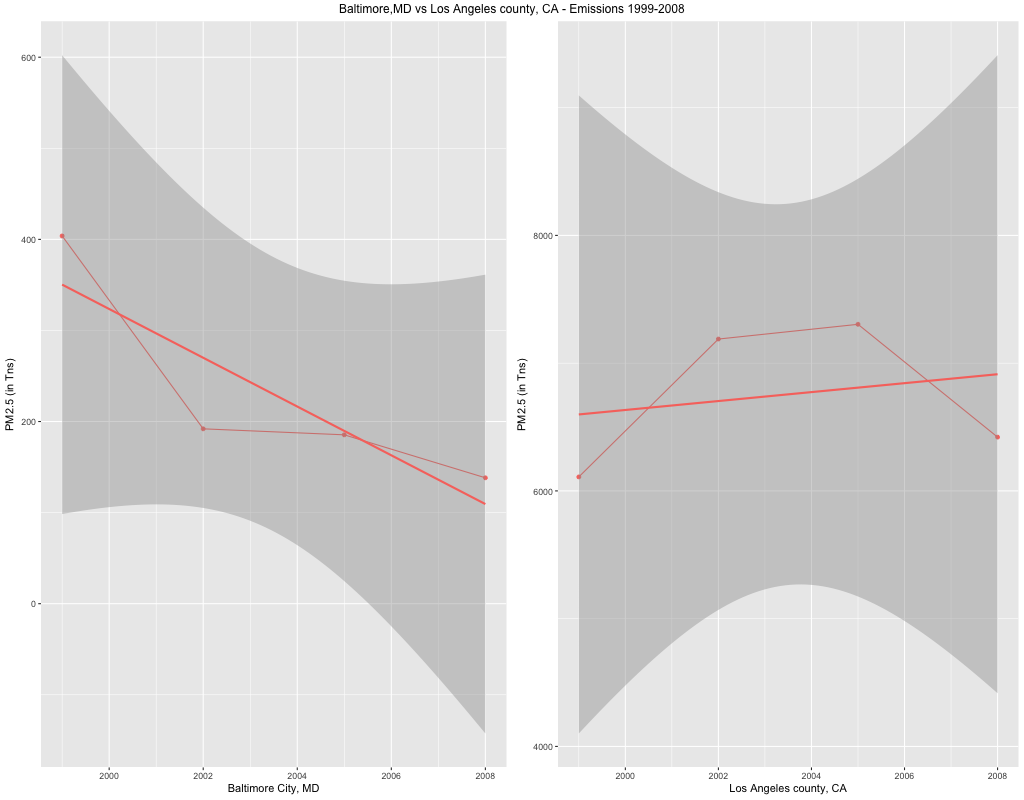 Baltimore,MD vs Los Angeles county, CA - Emissions 1999-2008
PM2.5 (in Tns)
600
400
200
0
2000 2002 2004 2006 2008
Baltimore City, MD
PM2.5 (in Tns)
8000
6000
4000
2000 2002 2004 2006 2008
Los Angeles county, CA